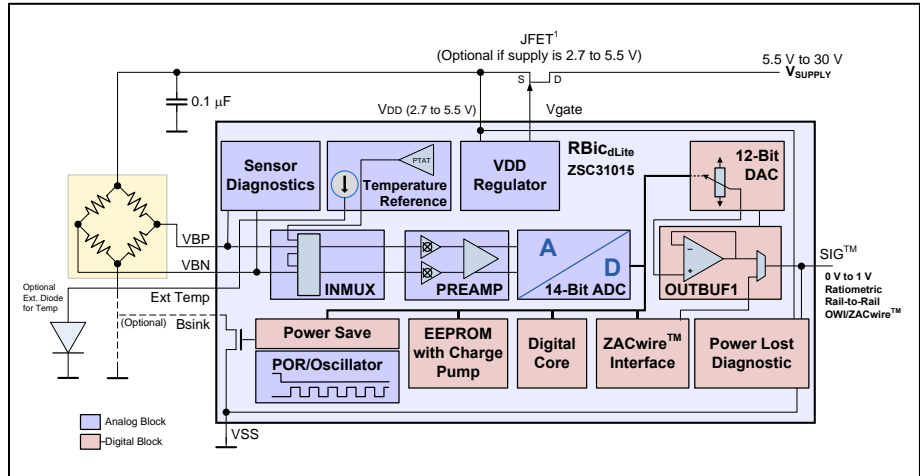 JFET1
(Optional if supply is 2.7 to 5.5 V)
5.5 V to 30 V
VSUPPLY
S
D
0.1 µF
VDD (2.7 to 5.5 V)
Vgate
Sensor
Diagnostics
PTAT
Temperature
Reference
VDD
Regulator
RBicdLite
ZSC31015
12-Bit
DAC
VBP
VBN
INMUX
PREAMP
A
D
14-Bit ADC
OUTBUF1
SIG™
0 V to 1 V
Ratiometric
Rail-to-Rail
OWI/ZACwire™
Optional
Ext. Diode
for Temp
Ext Temp
(Optional)
Bsink
Power Save
POR/Oscillator
EEPROM
with Charge
Pump
Digital
Core
ZACwire™
Interface
Power Lost
Diagnostic
Analog Block
Digital Block
VSS